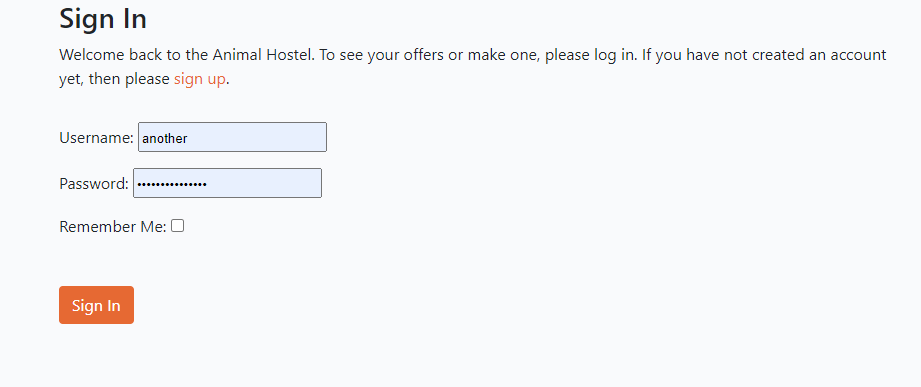 Sign In
Welcome back to the Animal Hostel. To see your offers or make one, please log in. If you have not created an account
yet, then please sign up.
Username: another
Password: •••••••••••••••
Remember Me:
Sign In